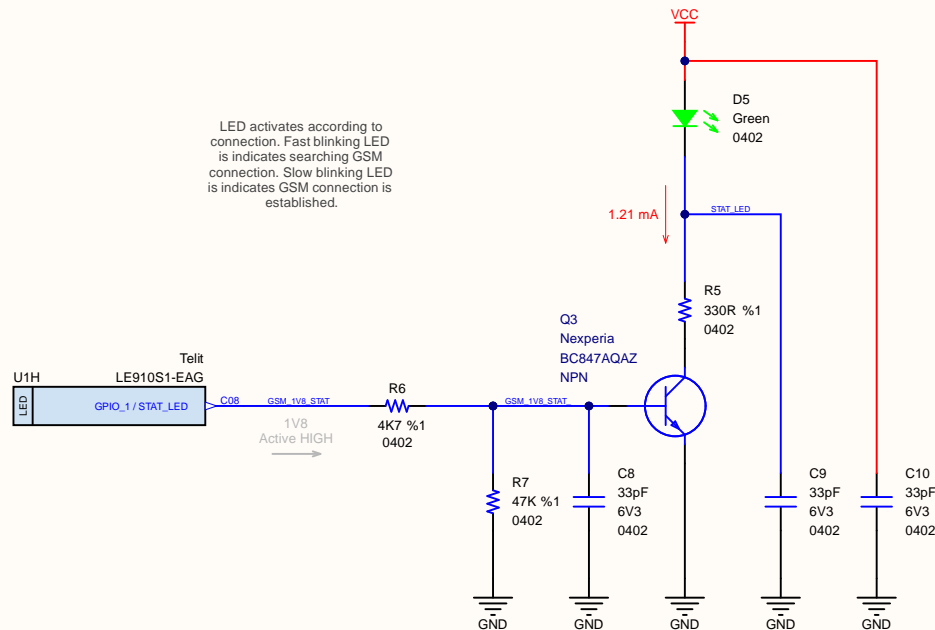 VCC
D5
Green
0402
LED activates according to
connection. Fast blinking LED
is indicates searching GSM
connection. Slow blinking LED
is indicates GSM connection is
established.
1.21 mA
STAT_LED
R5
330R %1
0402
Q3
Nexperia
BC847AQAZ
NPN
Telit
U1H
LE910S1-EAG
LED
GPIO_1 / STAT_LED
C08
GSM_1V8_STAT
R6
4K7 %1
0402
GSM_1V8_STAT_
1V8
Active HIGH
R7
47K %1
0402
C8
33pF
6V3
0402
C9
33pF
6V3
0402
C10
33pF
6V3
0402
GND
GND
GND
GND
GND